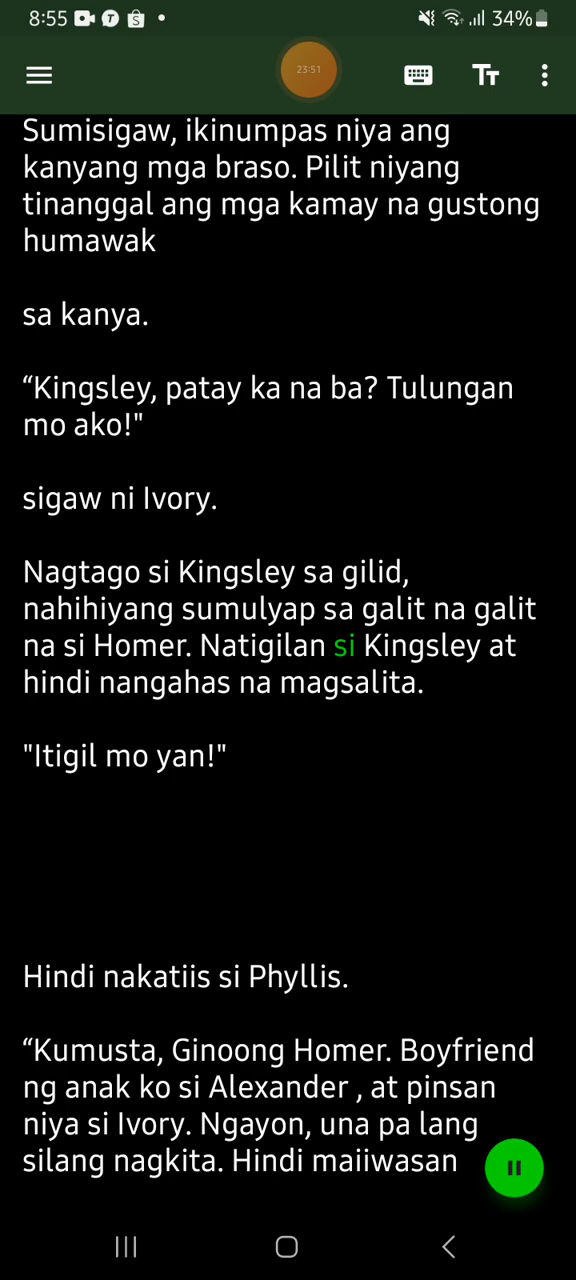 8:55
34%
23:51
Sumisigaw, ikinumpas niya ang
kanyang mga braso. Pilit niyang
tinanggal ang mga kamay na gustong
humawak
sa kanya.
“Kingsley, patay ka na ba? Tulungan
mo ako!"
sigaw ni Ivory.
Nagtago si Kingsley sa gilid,
nahihiyang sumulyap sa galit na galit
na si Homer. Natigilan si Kingsley at
hindi nangahas na magsalita.
"Itigil mo yan!"
Hindi nakatiis si Phyllis.
“Kumusta, Ginoong Homer. Boyfriend
ng anak ko si Alexander , at pinsan
niya si Ivory. Ngayon, una pa lang
silang nagkita. Hindi maiiwasan